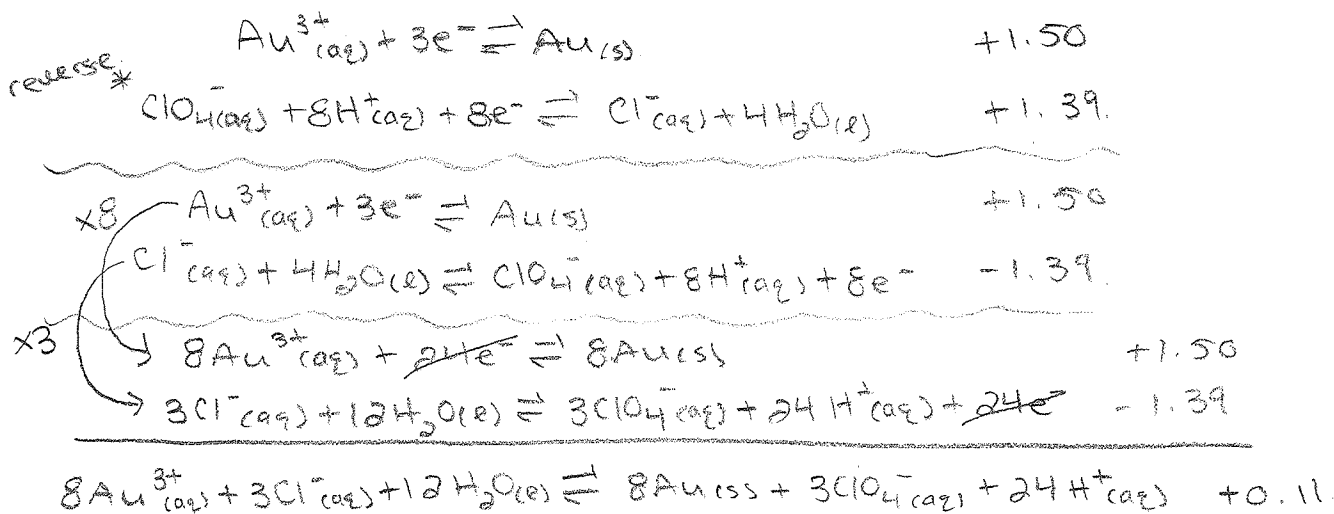 Au³⁺(aq) + 3e⁻ ⇌ Au(s) +1.50
reverse *
ClO₄⁻(aq) + 8H⁺(aq) + 8e⁻ ⇌ Cl⁻(aq) + 4H₂O(l) +1.39.
x8 Au³⁺(aq) + 3e⁻ ⇌ Au(s) +1.50
Cl⁻(aq) + 4H₂O(l) ⇌ ClO₄⁻(aq) + 8H⁺(aq) + 8e⁻ -1.39.
x3
8Au³⁺(aq) + 24e⁻ ⇌ 8Au(s) +1.50
3Cl⁻(aq) + 12H₂O(l) ⇌ 3ClO₄⁻(aq) + 24H⁺(aq) + 24e⁻ -1.39
8Au³⁺(aq) + 3Cl⁻(aq) + 12H₂O(l) ⇌ 8Au(s) + 3ClO₄⁻(aq) + 24H⁺(aq) +0.11.